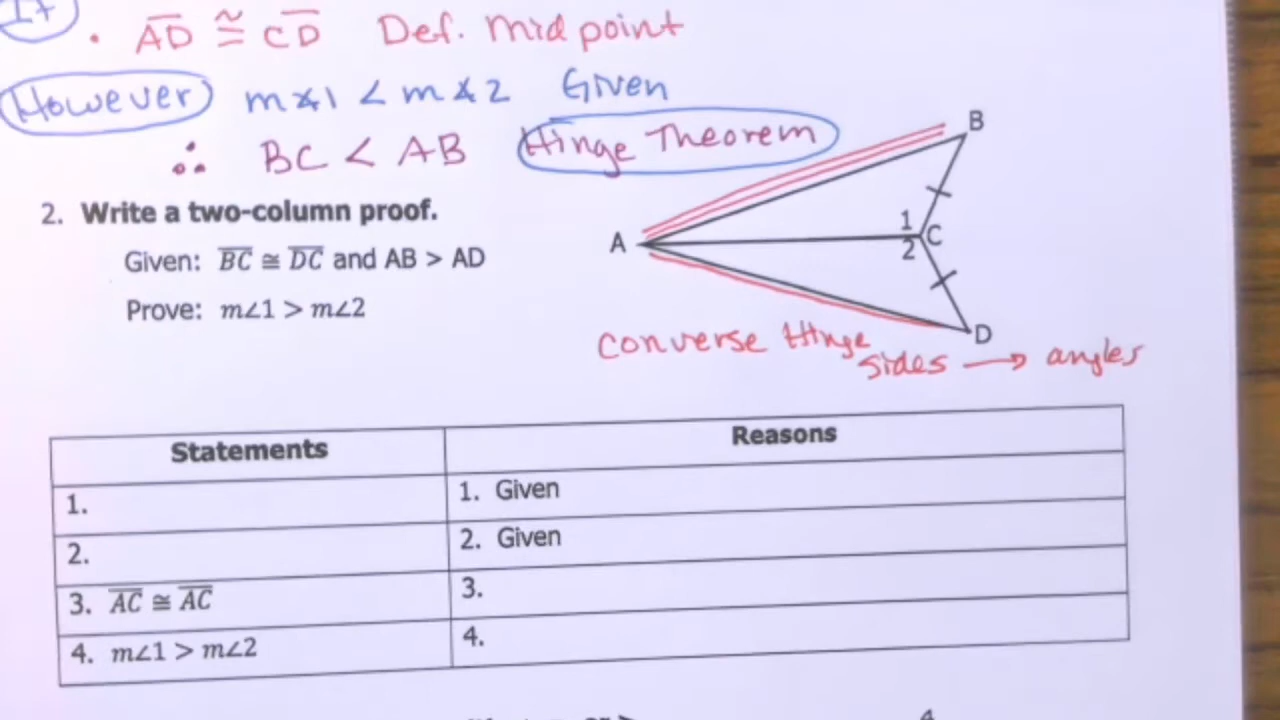 If
• AD ≅ CD Def. Midpoint
However m∡1 < m∡2 Given
∴ BC < AB Hinge Theorem
2. Write a two-column proof.
Given: BC ≅ DC and AB > AD
Prove: m∠1 > m∠2
B
A
1
C
2
D
converse Hinge
sides → angles
Statements Reasons
1. 1. Given
2. 2. Given
3. AC ≅ AC 3.
4. m∠1 > m∠2 4.